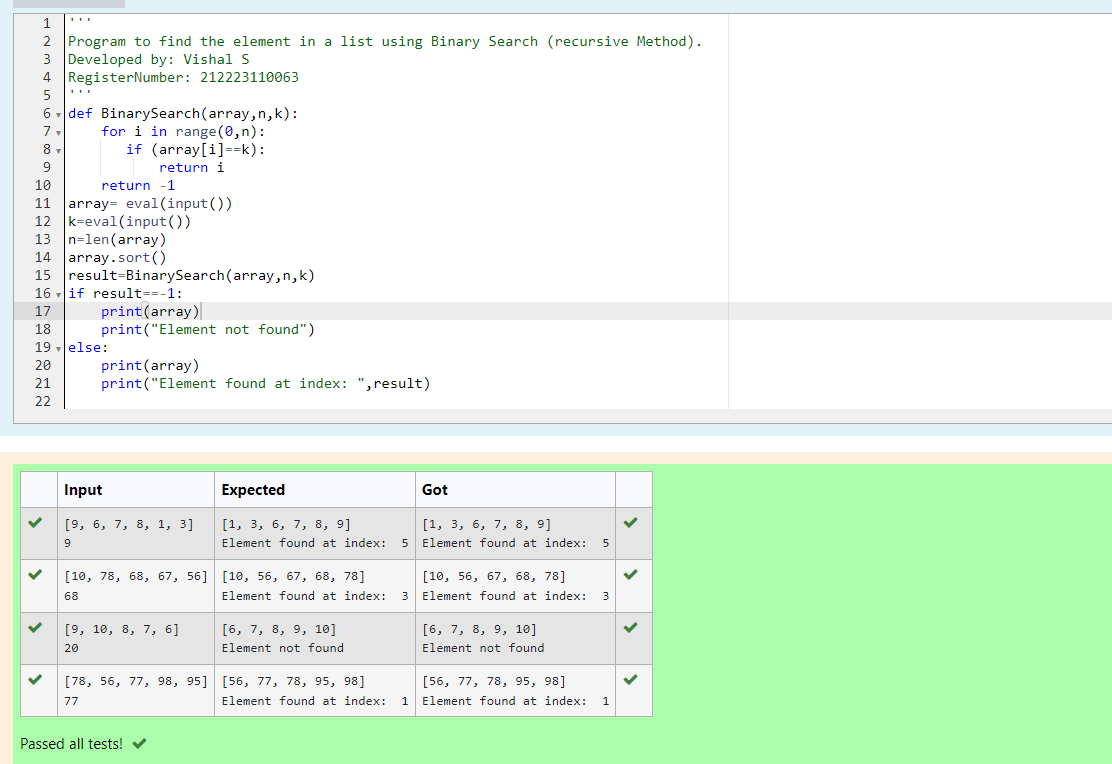 1 '''
2 Program to find the element in a list using Binary Search (recursive Method).
3 Developed by: Vishal S
4 RegisterNumber: 212223110063
5 '''
6 def BinarySearch(array,n,k):
7     for i in range(0,n):
8        if (array[i]==k):
9            return i
10     return -1
11 array= eval(input())
12 k=eval(input())
13 n=len(array)
14 array.sort()
15 result=BinarySearch(array,n,k)
16 if result==-1:
17     print(array)
18     print("Element not found")
19 else:
20     print(array)
21     print("Element found at index: ",result)
22
Input Expected Got
[9, 6, 7, 8, 1, 3] [1, 3, 6, 7, 8, 9] [1, 3, 6, 7, 8, 9]
9 Element found at index:  5 Element found at index:  5
[10, 78, 68, 67, 56] [10, 56, 67, 68, 78] [10, 56, 67, 68, 78]
68 Element found at index:  3 Element found at index:  3
[9, 10, 8, 7, 6] [6, 7, 8, 9, 10] [6, 7, 8, 9, 10]
20 Element not found Element not found
[78, 56, 77, 98, 95] [56, 77, 78, 95, 98] [56, 77, 78, 95, 98]
77 Element found at index:  1 Element found at index:  1
Passed all tests!